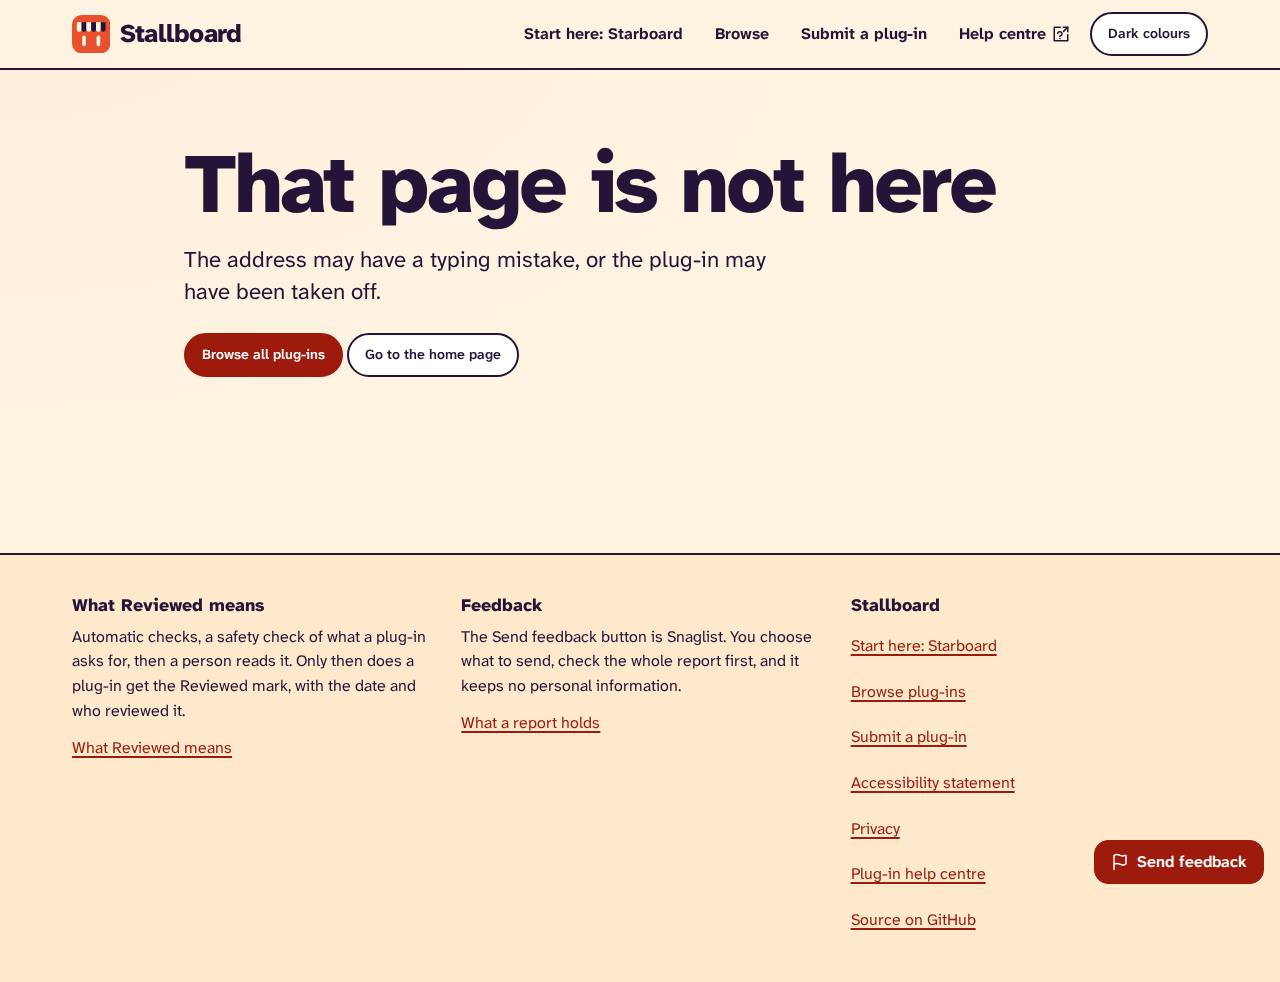 Stallboard
Start here: Starboard
Browse
Submit a plug-in
Help centre
Dark colours
That page is not here
The address may have a typing mistake, or the plug-in may
have been taken off.
Browse all plug-ins
Go to the home page
What Reviewed means
Automatic checks, a safety check of what a plug-in
asks for, then a person reads it. Only then does a
plug-in get the Reviewed mark, with the date and
who reviewed it.
What Reviewed means
Feedback
The Send feedback button is Snaglist. You choose
what to send, check the whole report first, and it
keeps no personal information.
What a report holds
Stallboard
Start here: Starboard
Browse plug-ins
Submit a plug-in
Accessibility statement
Privacy
Plug-in help centre
Source on GitHub
Send feedback